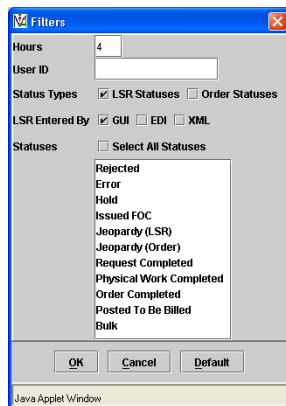 Filters
Hours 4
User ID
Status Types LSR Statuses Order Statuses
LSR Entered By GUI EDI XML
Statuses Select All Statuses
Rejected
Error
Hold
Issued FOC
Jeopardy (LSR)
Jeopardy (Order)
Request Completed
Physical Work Completed
Order Completed
Posted To Be Billed
Bulk
OK Cancel Default
Java Applet Window